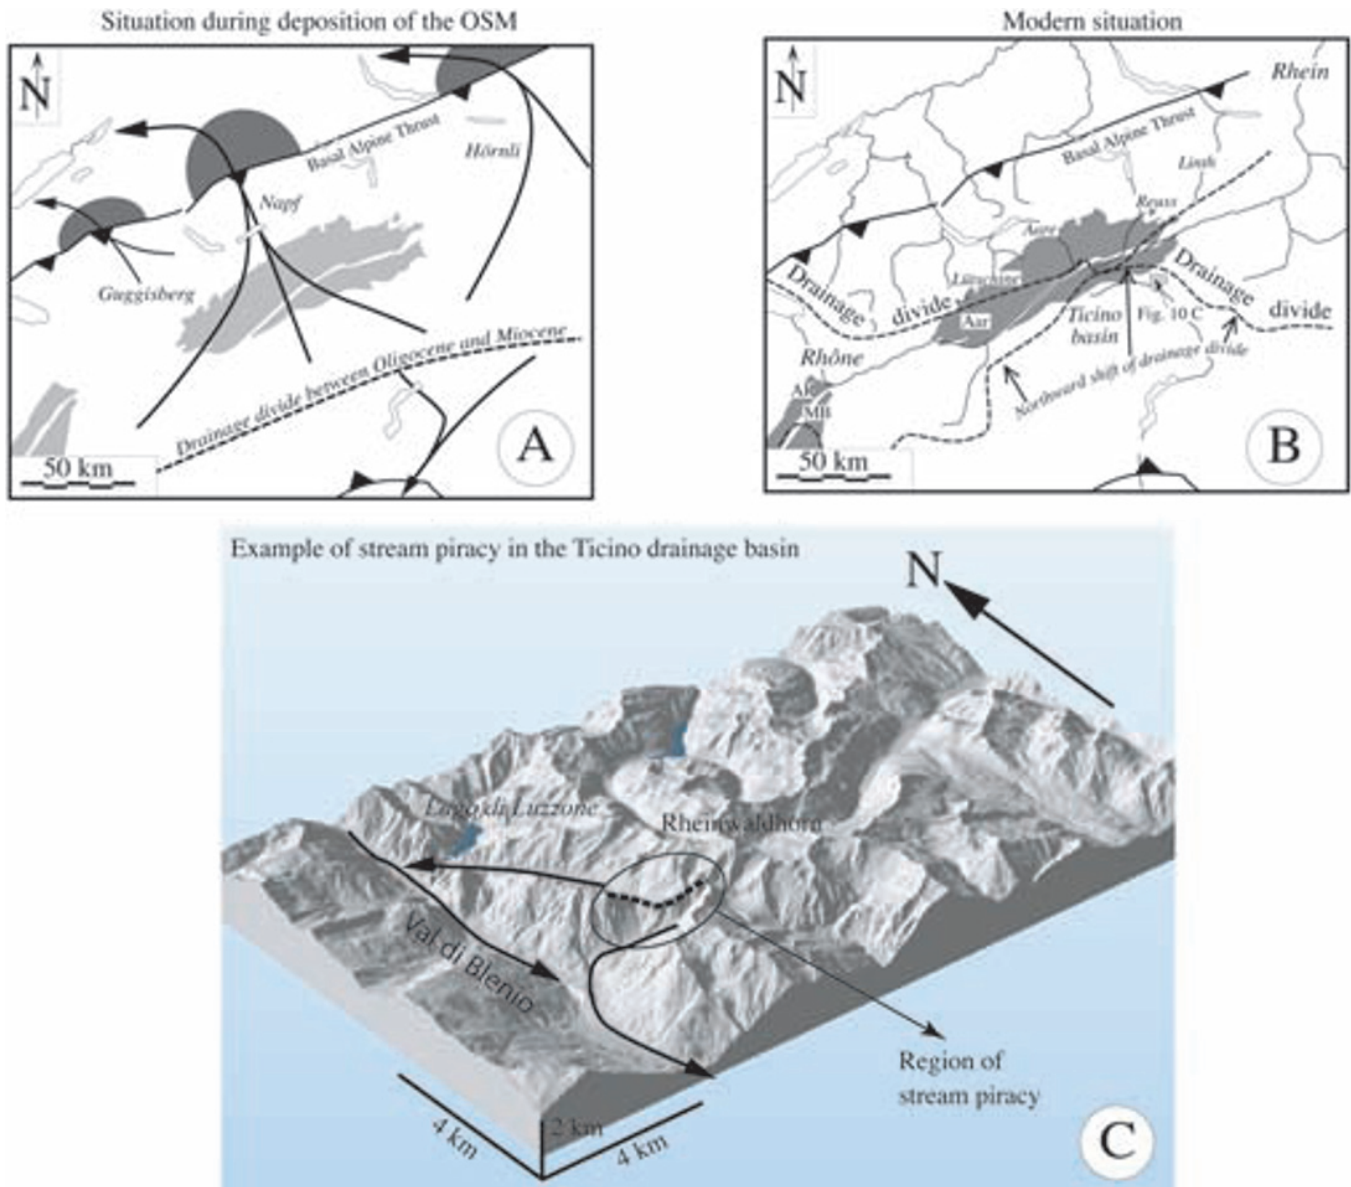 Situation during deposition of the OSM
N
Basal Alpine Thrust
Hörnli
Napf
Guggisberg
Drainage divide between Oligocene and Miocene
50 km
A
Modern situation
N
Rhein
Basal Alpine Thrust
Linth
Reuss
Aare
Drainage
divide
Drainage
divide
Aar
Ticino
basin
Fig. 10 C
Rhône
Northward shift of drainage divide
MB
50 km
B
Example of stream piracy in the Ticino drainage basin
N
Lago di Luzzone
Rheinwaldhorn
Val di Blenio
Region of
stream piracy
4 km
2 km
4 km
C